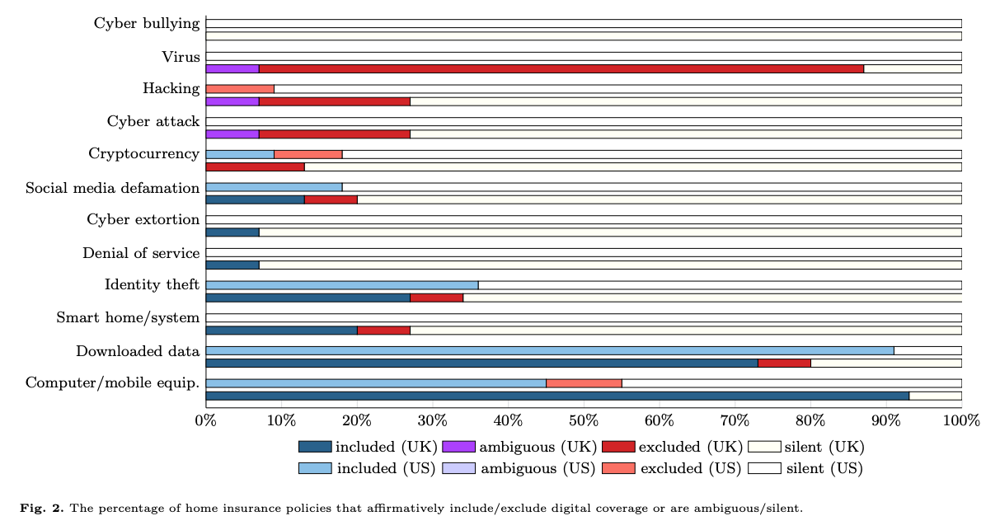 Cyber bullying
Virus
Hacking
Cyber attack
Cryptocurrency
Social media defamation
Cyber extortion
Denial of service
Identity theft
Smart home/system
Downloaded data
Computer/mobile equip.
0% 10% 20% 30% 40% 50% 60% 70% 80% 90% 100%
included (UK) ambiguous (UK) excluded (UK) silent (UK)
included (US) ambiguous (US) excluded (US) silent (US)
Fig. 2. The percentage of home insurance policies that affirmatively include/exclude digital coverage or are ambiguous/silent.